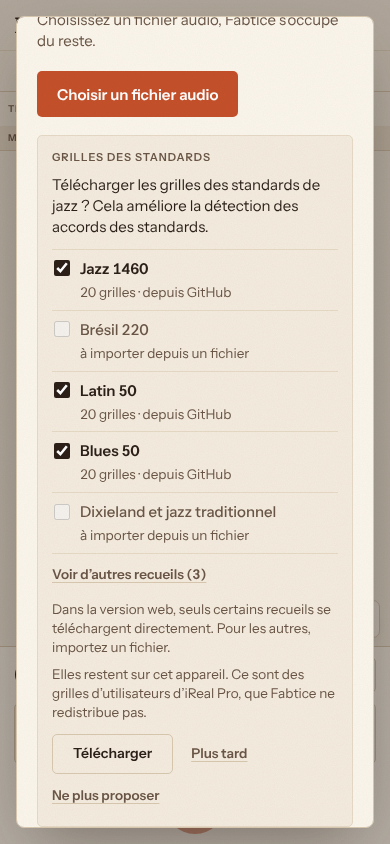 Choisissez un fichier audio, Fabtice s'occupe
du reste.
Choisir un fichier audio
GRILLES DES STANDARDS
Télécharger les grilles des standards de
jazz ? Cela améliore la détection des
accords des standards.
Jazz 1460
20 grilles · depuis GitHub
Brésil 220
à importer depuis un fichier
Latin 50
20 grilles · depuis GitHub
Blues 50
20 grilles · depuis GitHub
Dixieland et jazz traditionnel
à importer depuis un fichier
Voir d'autres recueils (3)
Dans la version web, seuls certains recueils se
téléchargent directement. Pour les autres,
importez un fichier.
Elles restent sur cet appareil. Ce sont des
grilles d'utilisateurs d'iReal Pro, que Fabtice ne
redistribue pas.
Télécharger
Plus tard
Ne plus proposer